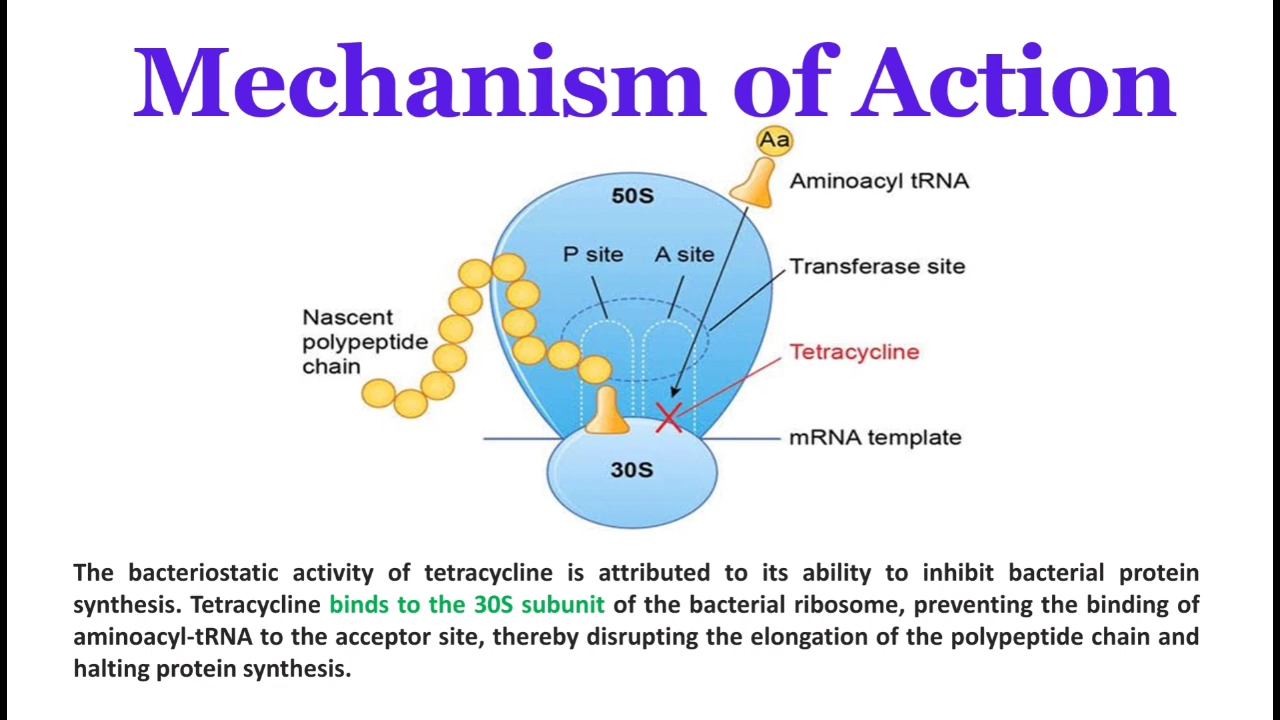 Mechanism of Action
Aa
Aminoacyl tRNA
50S
P site
A site
Transferase site
Nascent
polypeptide
chain
Tetracycline
mRNA template
30S
The bacteriostatic activity of tetracycline is attributed to its ability to inhibit bacterial protein
synthesis. Tetracycline binds to the 30S subunit of the bacterial ribosome, preventing the binding of
aminoacyl-tRNA to the acceptor site, thereby disrupting the elongation of the polypeptide chain and
halting protein synthesis.